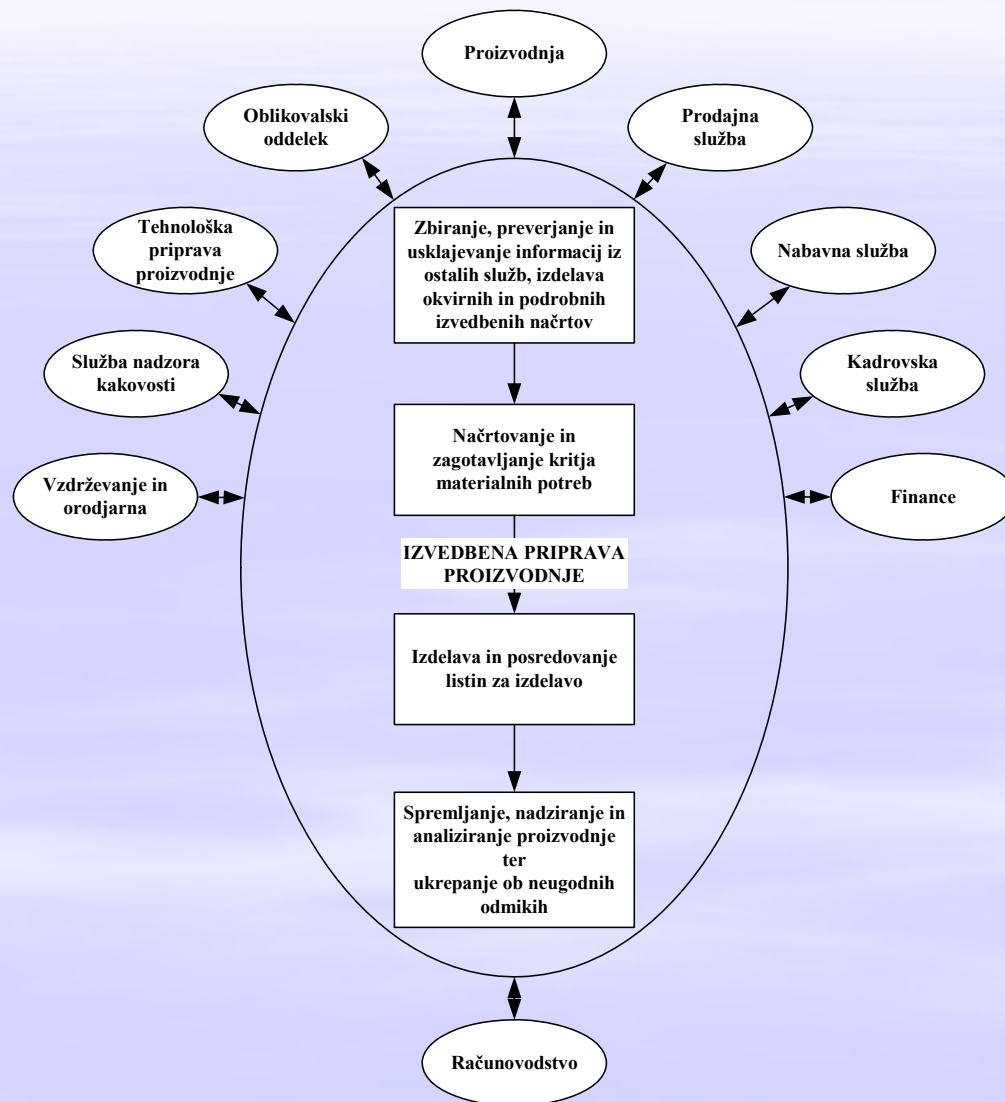 Proizvodnja
Oblikovalski
oddelek
Prodajna
služba
Tehnološka
priprava
proizvodnje
Zbiranje, preverjanje in
usklajevanje informacij iz
ostalih služb, izdelava
okvirnih in podrobnih
izvedbenih načrtov
Nabavna služba
Služba nadzora
kakovosti
Kadrovska
služba
Načrtovanje in
zagotavljanje kritja
materialnih potreb
Vzdrževanje in
orodjarna
Finance
IZVEDBENA PRIPRAVA
PROIZVODNJE
Izdelava in posredovanje
listin za izdelavo
Spremljanje, nadziranje in
analiziranje proizvodnje
ter
ukrepanje ob neugodnih
odmikih
Računovodstvo